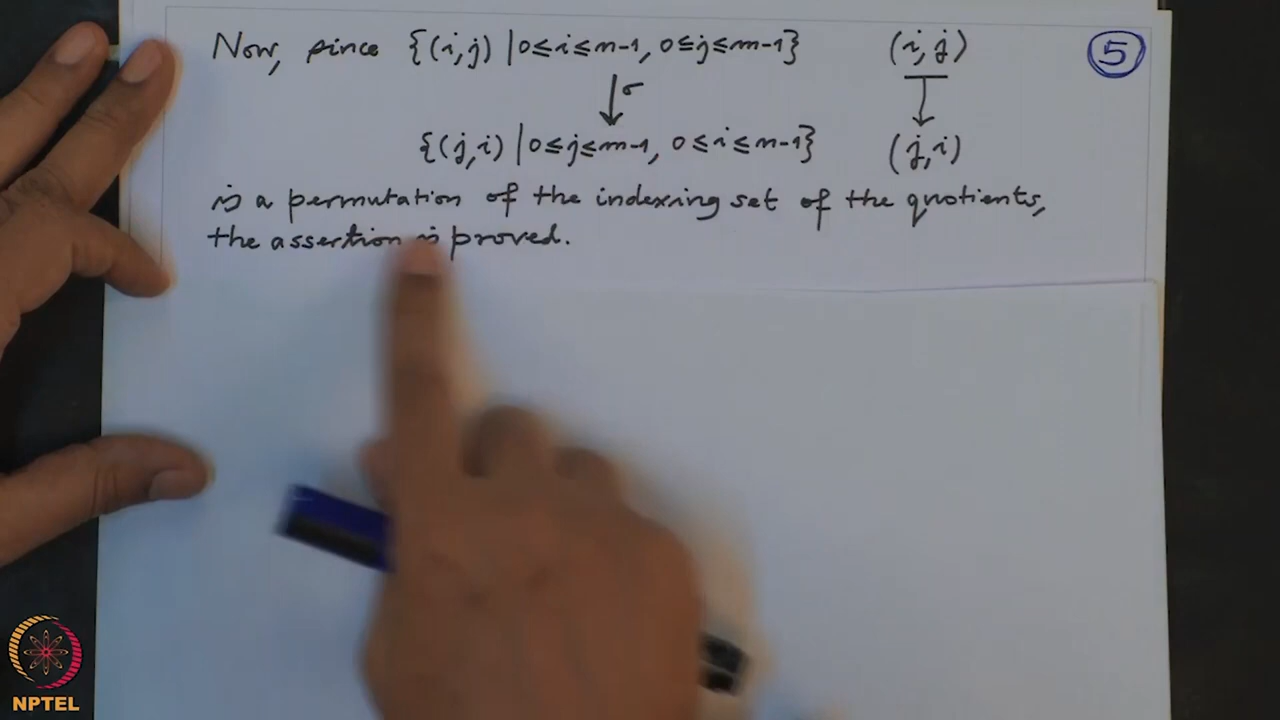 Now, since {(i,j) | 0≤i≤n-1, 0≤j≤m-1} (i,j) 5
↓σ
{(j,i) | 0≤j≤m-1, 0≤i≤n-1} (j,i)
is a permutation of the indexing set of the quotients,
the assertion is proved.
NPTEL